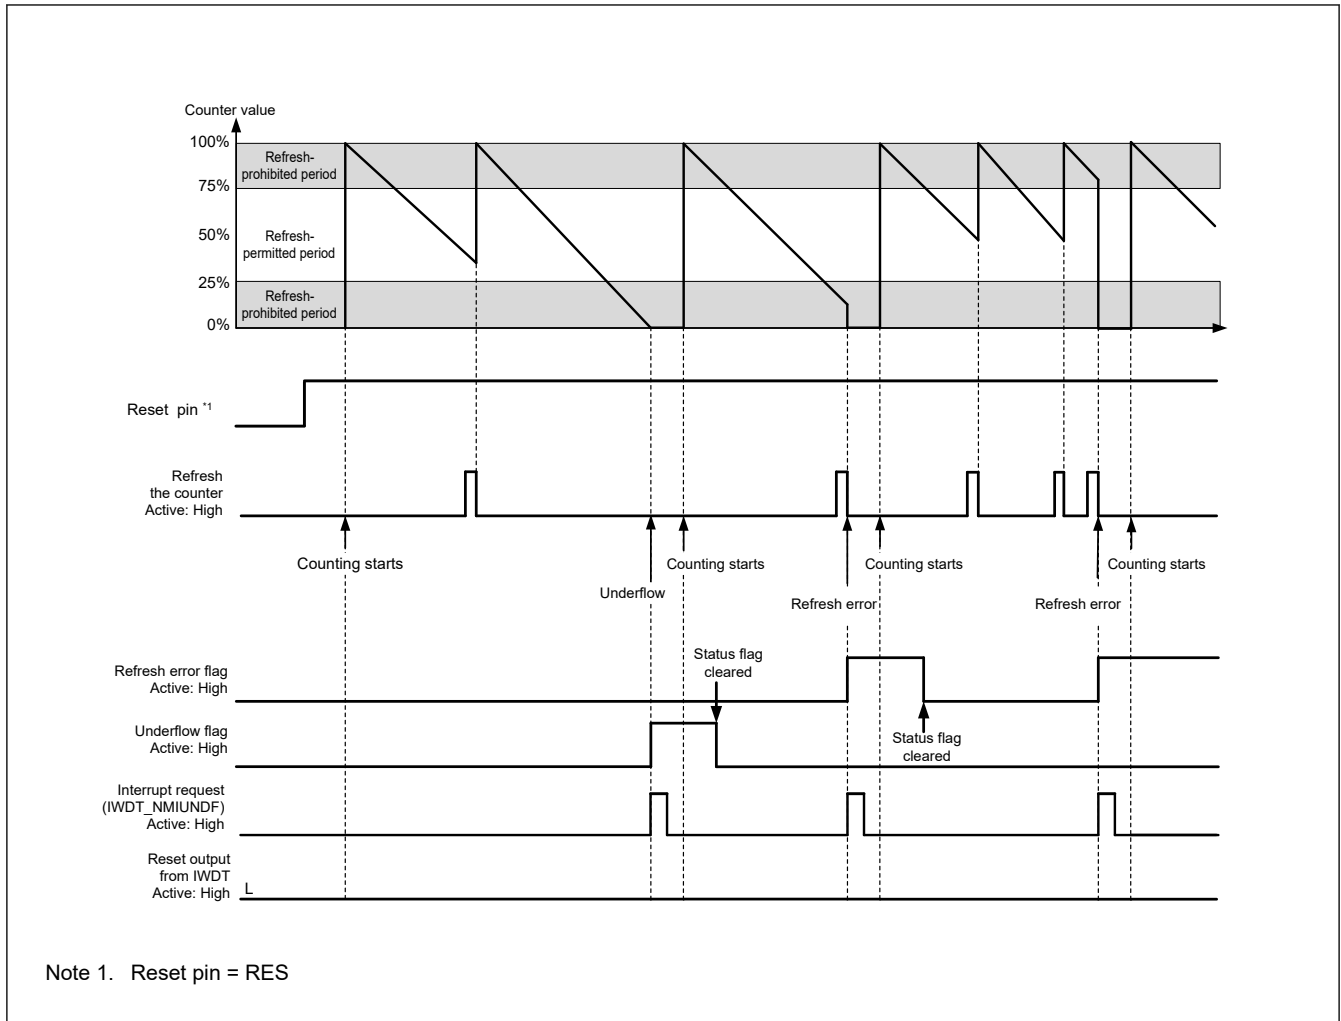 Counter value
100%
Refresh-
prohibited period
75%
50%
Refresh-
permitted period
25%
Refresh-
prohibited period
0%
Reset pin *1
Refresh
the counter
Active: High
Counting starts
Counting starts
Counting starts
Counting starts
Underflow
Refresh error
Refresh error
Status flag
cleared
Refresh error flag
Active: High
Underflow flag
Active: High
Status flag
cleared
Interrupt request
(IWDT_NMIUNDF)
Active: High
Reset output
from IWDT
Active: High
L
Note 1. Reset pin = RES